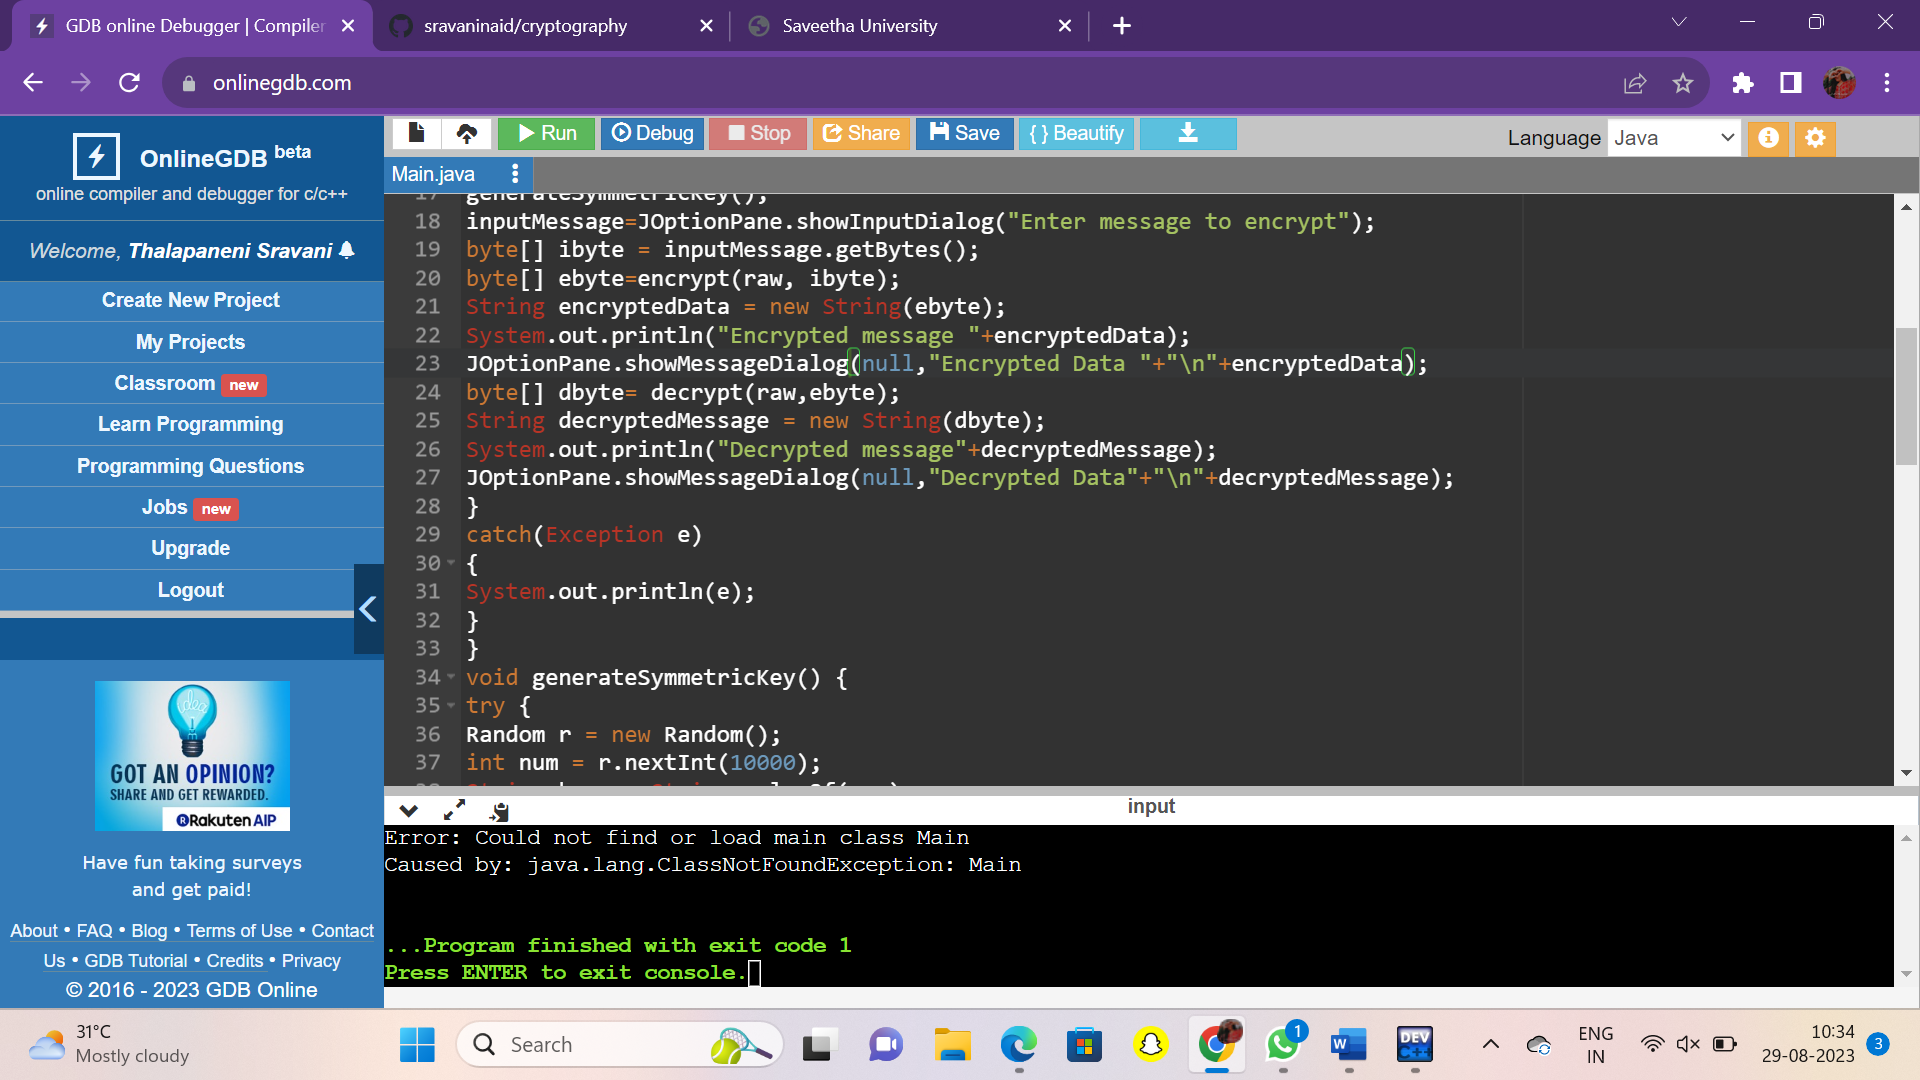 GDB online Debugger | Compiler
sravaninaid/cryptography
Saveetha University
onlinegdb.com
OnlineGDB beta
online compiler and debugger for c/c++
Welcome, Thalapaneni Sravani
Create New Project
My Projects
Classroom new
Learn Programming
Programming Questions
Jobs new
Upgrade
Logout
idea
GOT AN OPINION?
SHARE AND GET REWARDED.
Rakuten AIP
Have fun taking surveys
and get paid!
About • FAQ • Blog • Terms of Use • Contact
Us • GDB Tutorial • Credits • Privacy
© 2016 - 2023 GDB Online
Run
Debug
Stop
Share
Save
{ } Beautify
Language Java
Main.java
17 generateSymmetricKey();
18 inputMessage=JOptionPane.showInputDialog("Enter message to encrypt");
19 byte[] ibyte = inputMessage.getBytes();
20 byte[] ebyte=encrypt(raw, ibyte);
21 String encryptedData = new String(ebyte);
22 System.out.println("Encrypted message "+encryptedData);
23 JOptionPane.showMessageDialog(null,"Encrypted Data "+"\n"+encryptedData);
24 byte[] dbyte= decrypt(raw,ebyte);
25 String decryptedMessage = new String(dbyte);
26 System.out.println("Decrypted message"+decryptedMessage);
27 JOptionPane.showMessageDialog(null,"Decrypted Data"+"\n"+decryptedMessage);
28 }
29 catch(Exception e)
30 {
31 System.out.println(e);
32 }
33 }
34 void generateSymmetricKey() {
35 try {
36 Random r = new Random();
37 int num = r.nextInt(10000);
input
Error: Could not find or load main class Main
Caused by: java.lang.ClassNotFoundException: Main
...Program finished with exit code 1
Press ENTER to exit console.
31°C
Mostly cloudy
Search
1
W
DEV
C++
ENG
IN
10:34
29-08-2023
3